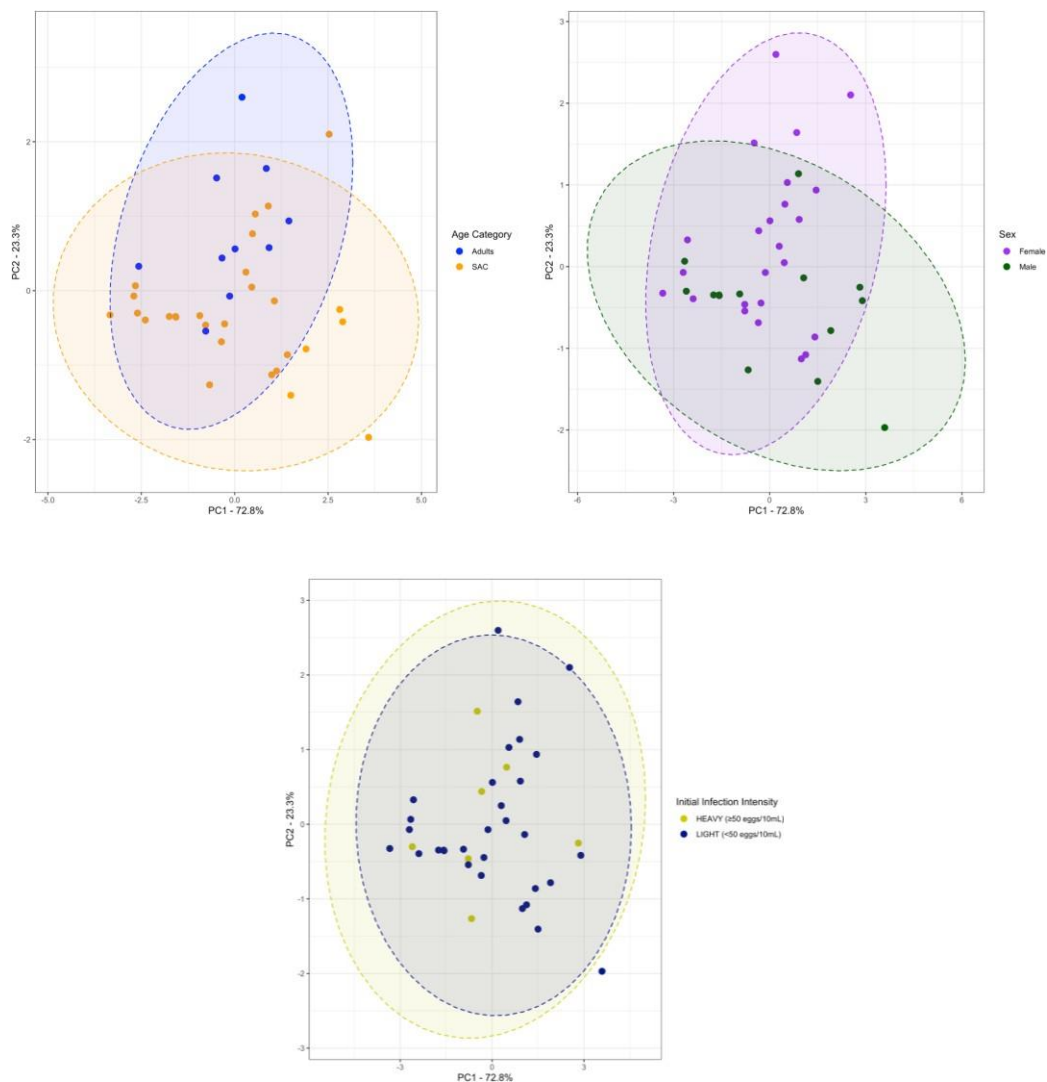 2
0
-2
PC2 - 23.3%
-5.0 -2.5 0.0 2.5 5.0
PC1 - 72.8%
Age Category
Adults
SAC
3
2
1
0
-1
-2
PC2 - 23.3%
-6 -3 0 3 6
PC1 - 72.8%
Sex
Female
Male
3
2
1
0
-1
-2
-3
PC2 - 23.3%
-3 0 3
PC1 - 72.8%
Initial Infection Intensity
HEAVY (≥50 eggs/10mL)
LIGHT (<50 eggs/10mL)